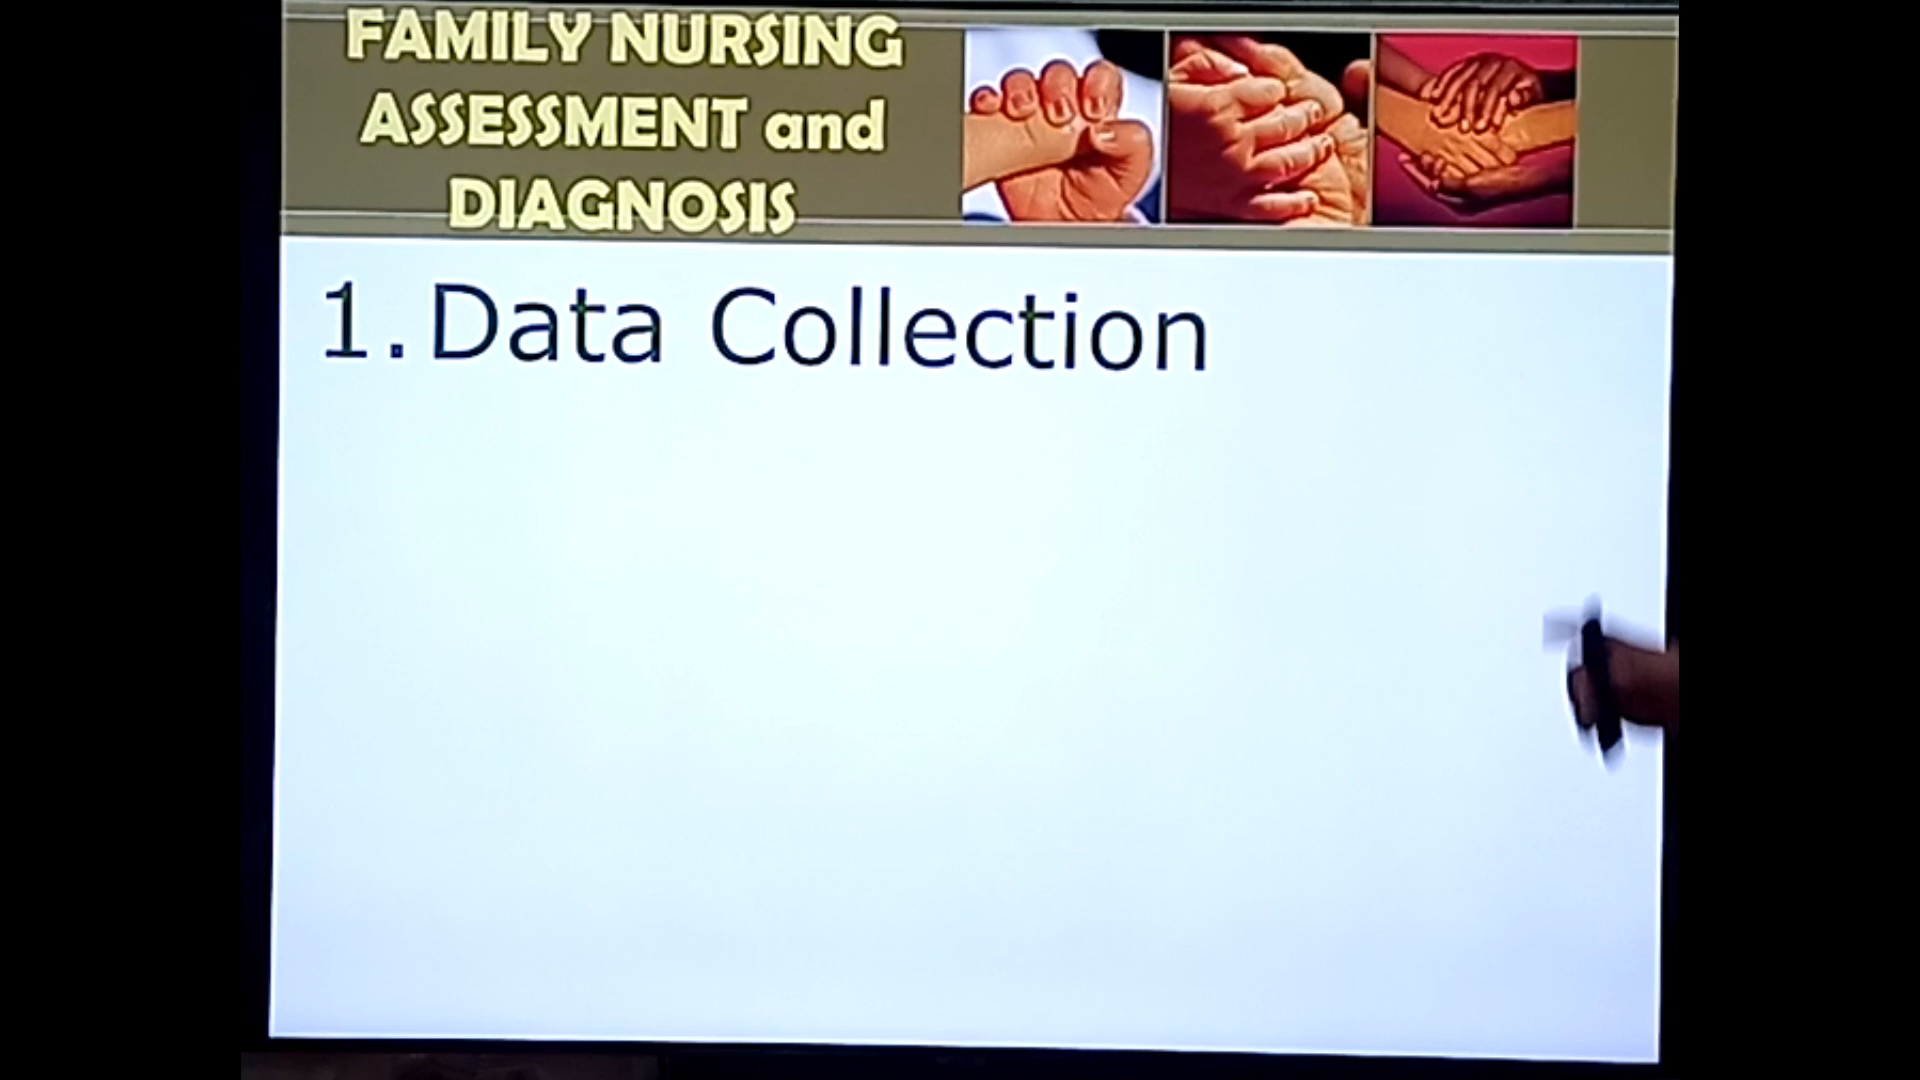 FAMILY NURSING
ASSESSMENT and
DIAGNOSIS
1. Data Collection